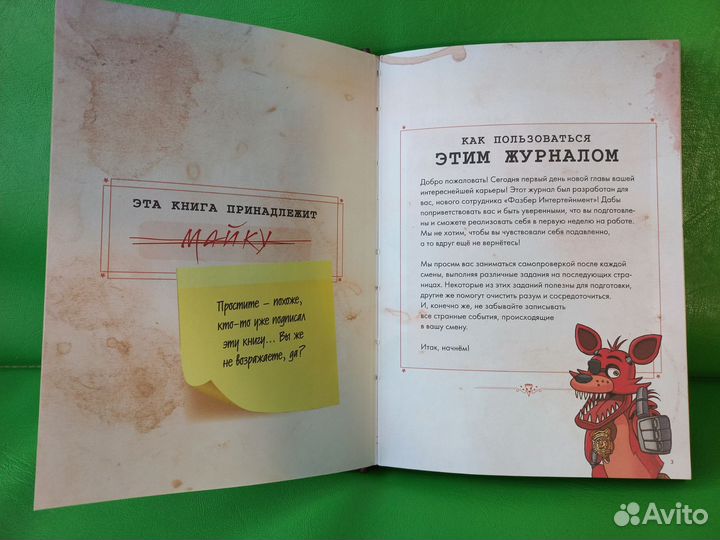 ЭТА КНИГА ПРИНАДЛЕЖИТ
МАЙКУ
Простите – похоже,
кто-то уже подписал
эту книгу... Вы же
не возражаете, да?
КАК ПОЛЬЗОВАТЬСЯ
ЭТИМ ЖУРНАЛОМ
Добро пожаловать! Сегодня первый день новой главы вашей
интереснейшей карьеры! Этот журнал был разработан для
вас, нового сотрудника «Фазбер Интертейнмент»! Дабы
поприветствовать вас и быть уверенными, что вы подготовле-
ны и сможете реализовать себя в первую неделю на работе.
Мы не хотим, чтобы вы чувствовали себя подавленно,
а то вдруг ещё не вернётесь!
Мы просим вас заниматься самопроверкой после каждой
смены, выполняя различные задания на последующих стра-
ницах. Некоторые из этих заданий полезны для подготовки,
другие же помогут очистить разум и сосредоточиться.
И, конечно же, не забывайте записывать
все странные события, происходящие
в вашу смену.
Итак, начнём!
3
Avito